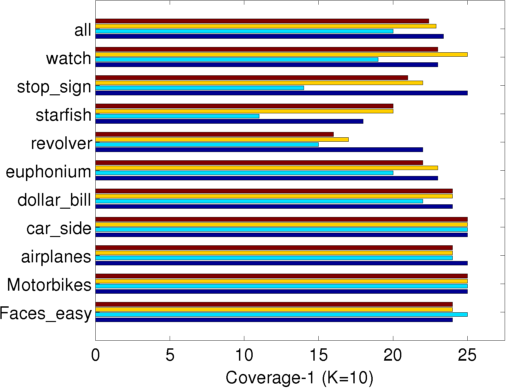 all
watch
stop_sign
starfish
revolver
euphonium
dollar_bill
car_side
airplanes
Motorbikes
Faces_easy
0 5 10 15 20 25
Coverage-1 (K=10)